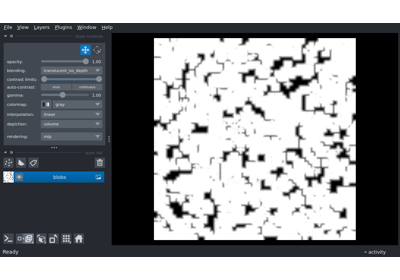 File View Layers Plugins Window Help
opacity: 1.00
blending: translucent_no_depth
contrast limits:
auto-contrast: once continuous
gamma: 1.00
colormap: gray
interpolation: linear
depiction: volume
rendering: mip
blobs
Ready activity